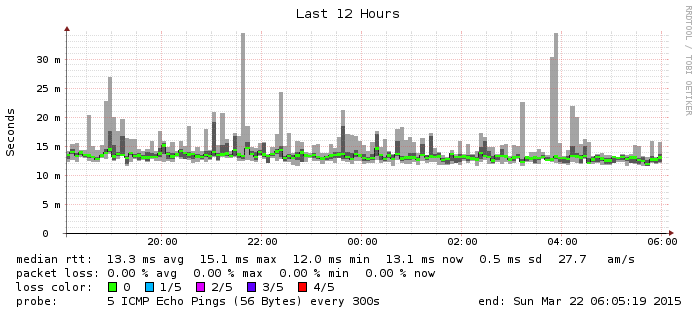 Last 12 Hours
RRDTOOL / TOBI OETIKER
Seconds
30 m
25 m
20 m
15 m
10 m
5 m
0
20:00 22:00 00:00 02:00 04:00 06:00
median rtt: 13.3 ms avg 15.1 ms max 12.0 ms min 13.1 ms now 0.5 ms sd 27.7 am/s
packet loss: 0.00 % avg 0.00 % max 0.00 % min 0.00 % now
loss color: 0 1/5 2/5 3/5 4/5
probe: 5 ICMP Echo Pings (56 Bytes) every 300s end: Sun Mar 22 06:05:19 2015